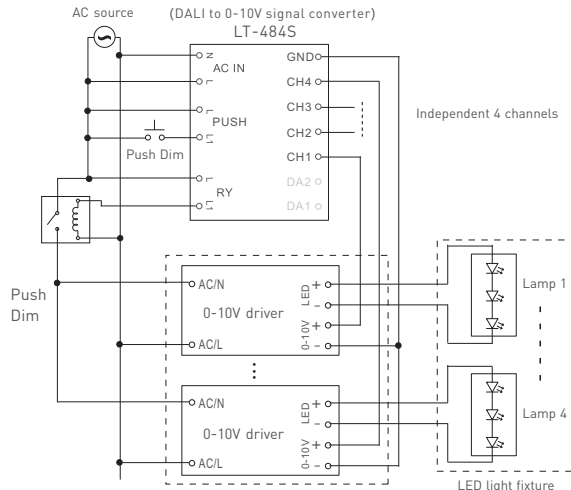 AC source
(DALI to 0-10V signal converter)
LT-484S
N
AC IN
L
L
PUSH
L1
L
RY
L1
GND
CH4
CH3
CH2
CH1
DA2
DA1
Independent 4 channels
Push Dim
Push
Dim
AC/N
0-10V driver
AC/L
LED
+
-
0-10V
+
-
Lamp 1
AC/N
0-10V driver
AC/L
LED
+
-
0-10V
+
-
Lamp 4
LED light fixture